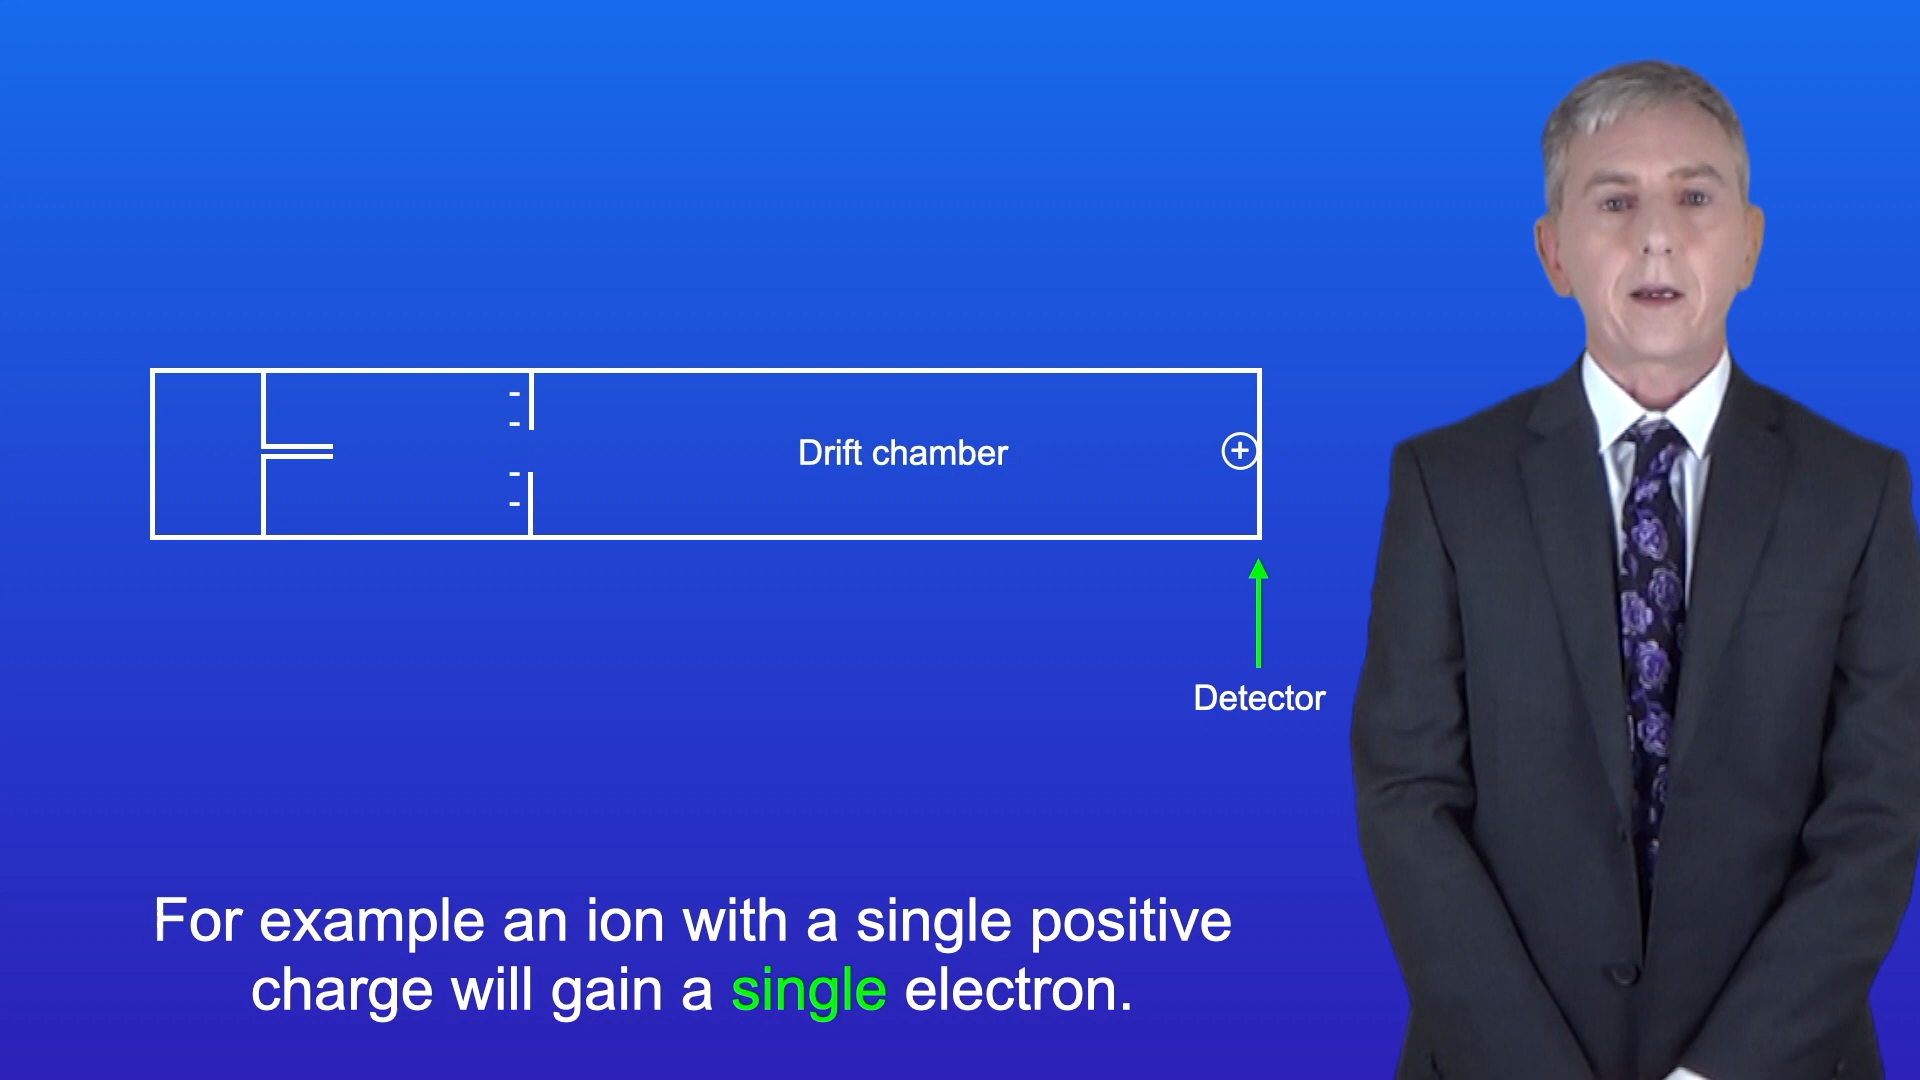 Drift chamber
Detector
For example an ion with a single positive
charge will gain a single electron.